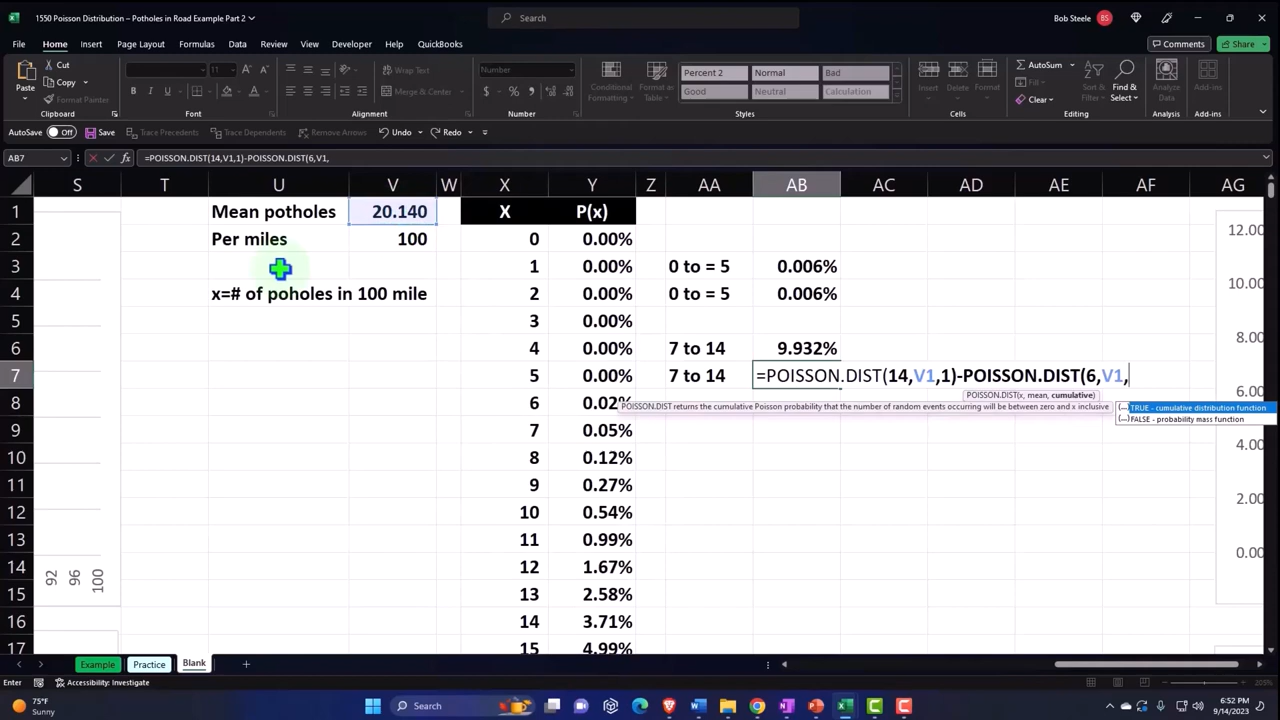 1550 Poisson Distribution – Potholes in Road Example Part 2
Search
Bob Steele
BS
File Home Insert Page Layout Formulas Data Review View Developer Help QuickBooks
Comments
Share
Paste
Cut
Copy
Format Painter
Clipboard
11
Font
Wrap Text
Merge & Center
Alignment
Number
Number
Conditional Formatting
Format as Table
Percent 2 Normal Bad
Good Neutral Calculation
Styles
Insert Delete Format
Cells
AutoSum
Fill
Clear
Sort & Filter
Find & Select
Editing
Analyze Data
Analysis
Add-ins
Add-ins
AutoSave Off Save Trace Precedents Trace Dependents Remove Arrows Undo Redo
AB7 =POISSON.DIST(14,V1,1)-POISSON.DIST(6,V1,
S T U V W X Y Z AA AB AC AD AE AF AG
1 Mean potholes 20.140 X P(x) 12.00%
2 Per miles 100 0 0.00%
3 1 0.00% 0 to = 5 0.006% 10.00%
4 x=# of poholes in 100 mile 2 0.00% 0 to = 5 0.006%
5 3 0.00% 8.00%
6 4 0.00% 7 to 14 9.932%
7 5 0.00% 7 to 14 =POISSON.DIST(14,V1,1)-POISSON.DIST(6,V1, 6.00%
POISSON.DIST(x, mean, cumulative)
POISSON.DIST returns the cumulative Poisson probability that the number of random events occurring will be between zero and x inclusive
(...) TRUE - cumulative distribution function
(...) FALSE - probability mass function
8 6 0.02%
9 7 0.05% 4.00%
10 8 0.12%
11 9 0.27% 2.00%
12 10 0.54%
13 11 0.99% 0.00%
14 12 1.67%
92 96 100
15 13 2.58%
16 14 3.71%
17 15 4.99%
Example Practice Blank
Enter Accessibility: Investigate 205%
75°F
Sunny
Search
6:52 PM
9/14/2023